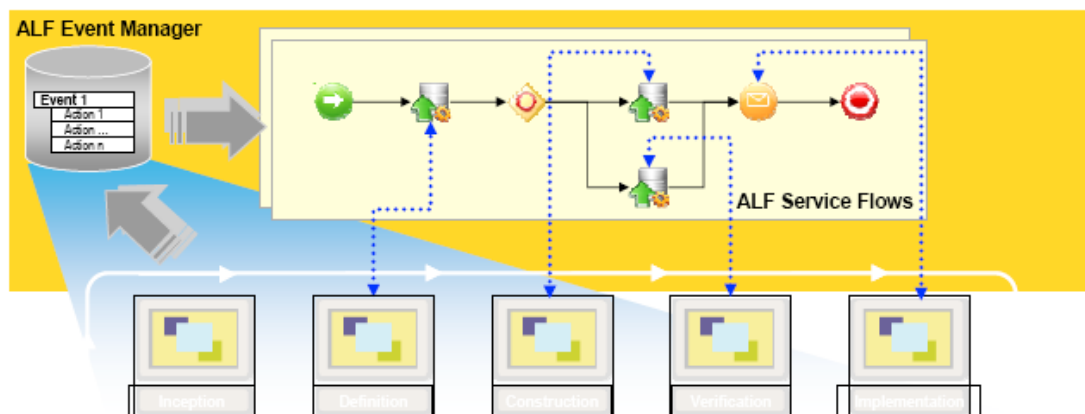 ALF Event Manager
Event 1
Action 1
Action ...
Action n
ALF Service Flows
Inception
Definition
Construction
Verification
Implementation